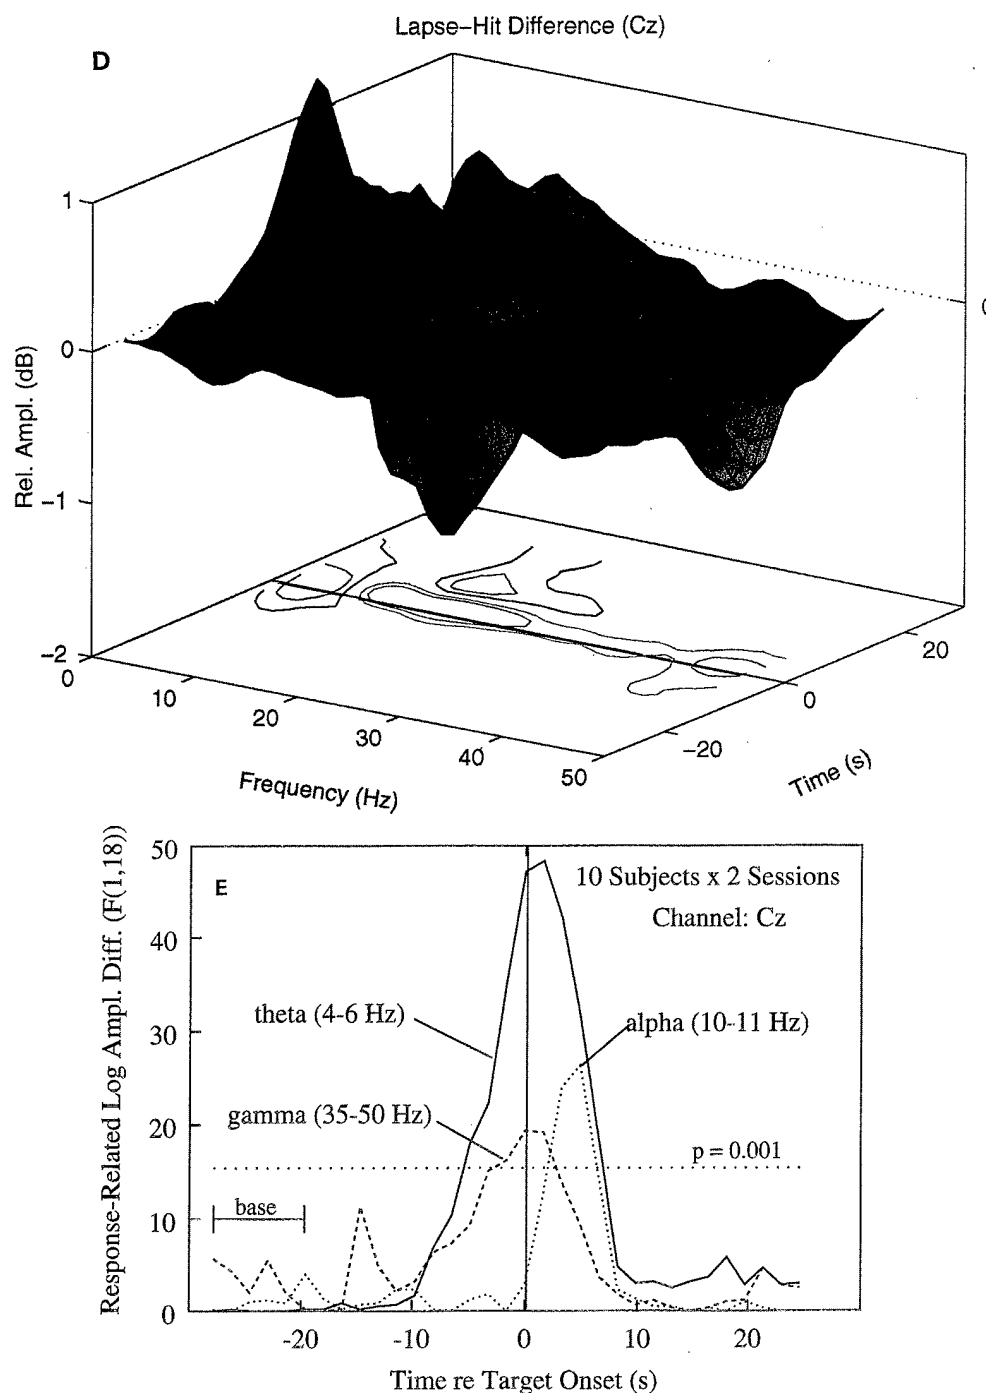 Lapse–Hit Difference (Cz)
D
1
0
0
Rel. Ampl. (dB)
−1
−2
0
10
20
30
40
50
−20
0
20
Frequency (Hz)
Time (s)
Response-Related Log Ampl. Diff. (F(1,18))
50
40
30
20
10
0
E
10 Subjects x 2 Sessions
Channel: Cz
theta (4-6 Hz)
alpha (10-11 Hz)
gamma (35-50 Hz)
p = 0.001
base
-20
-10
0
10
20
Time re Target Onset (s)